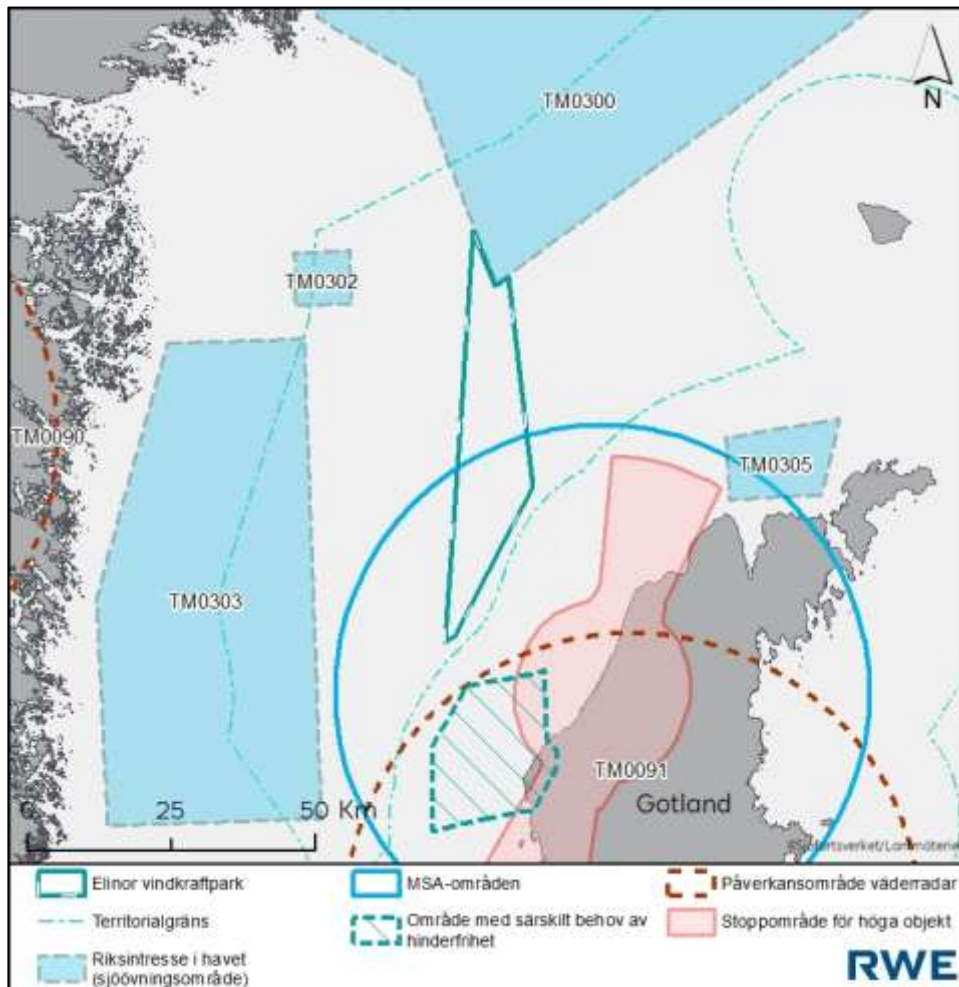 TM0300
N
TM0302
TM0090
TM0305
TM0303
TM0091
0 25 50 Km
Gotland
Elinor vindkraftpark
MSA-områden
Påverkansområde väderradar
Territorialgräns
Område med särskilt behov av
hinderfrihet
Stoppområde för höga objekt
Riksintresse i havet
(sjöövningsområde)
RWE